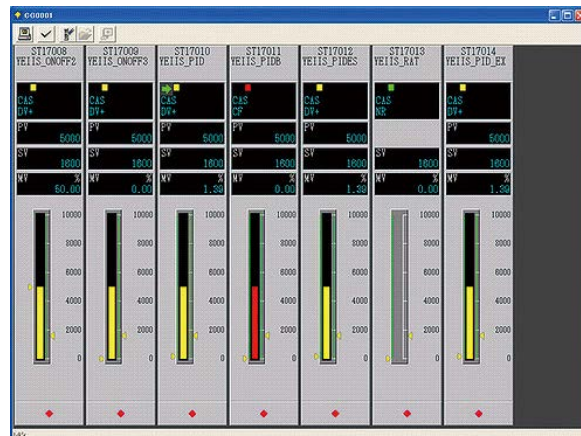 CG0001
ST17008 ST17009 ST17010 ST17011 ST17012 ST17013 ST17014
YEIIS_ONOFF2 YEIIS_ONOFF3 YEIIS_PID YEIIS_PIDB YEIIS_PIDES YEIIS_RAT YEIIS_PID_EX
CAS CAS CAS CAS CAS CAS CAS
DV+ DV+ DV+ CF DV+ NR DV+
PV PV PV PV PV PV
5000 5000 5000 5000 5000 5000
SV SV SV SV SV SV SV
1600 1600 1600 1600 1600 1600 1600
MV % MV % MV % MV % MV % MV % MV %
50.00 0.00 1.39 0.00 1.39 0.00 1.39
10000 10000 10000 10000 10000 10000 10000
8000 8000 8000 8000 8000 8000 8000
6000 6000 6000 6000 6000 6000 6000
4000 4000 4000 4000 4000 4000 4000
2000 2000 2000 2000 2000 2000 2000
0 0 0 0 0 0 0